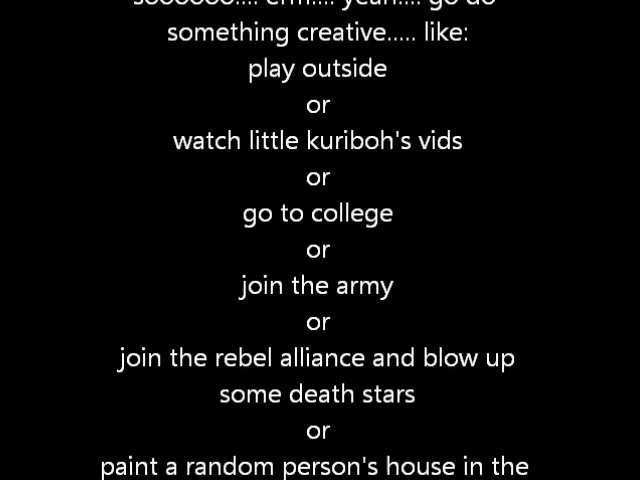 soooooo.... erm.... yeah.... go do
something creative..... like:
play outside
or
watch little kuriboh's vids
or
go to college
or
join the army
or
join the rebel alliance and blow up
some death stars
or
paint a random person's house in the